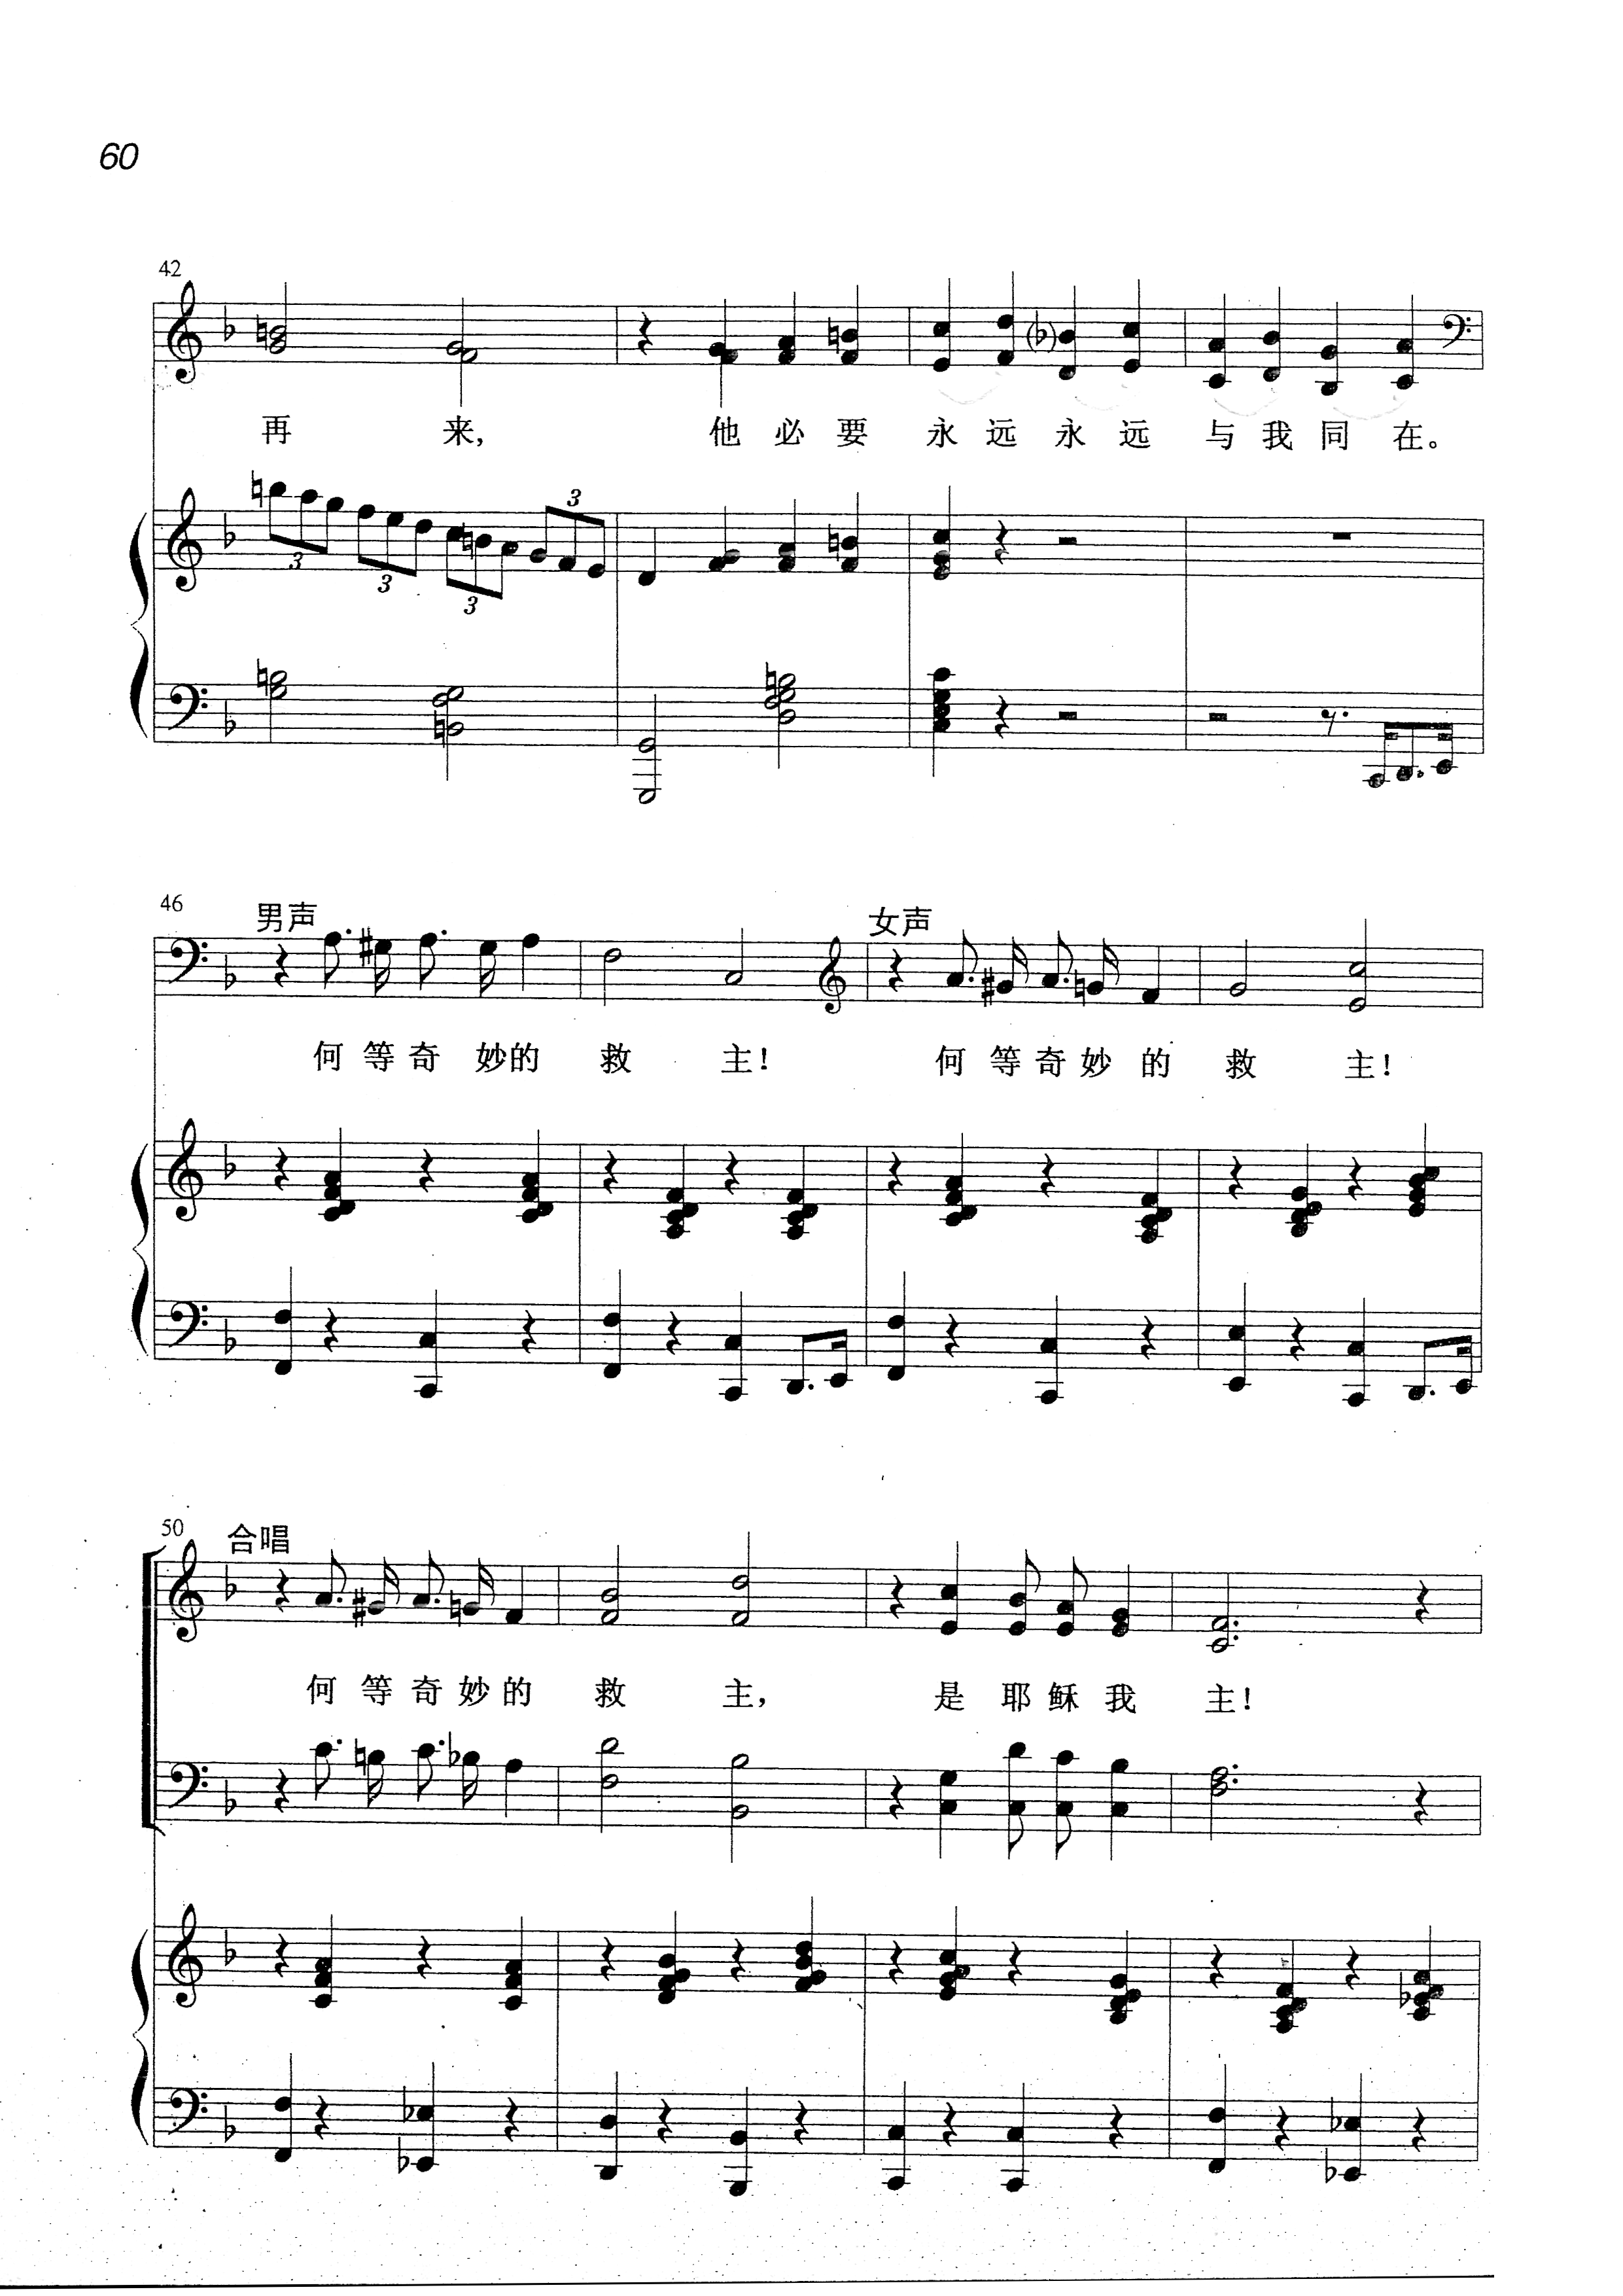 60
42
再 来, 他 必 要 永 远 永 远 与 我 同 在。
3 3 3 3
46
男声 女声
何 等 奇 妙 的 救 主! 何 等 奇 妙 的 救 主!
50
合唱
何 等 奇 妙 的 救 主, 是 耶 稣 我 主!